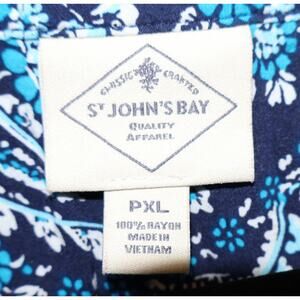 CLASSIC CRAFTED
ST JOHN'S BAY
QUALITY
APPAREL
PXL
100% RAYON
MADE IN
VIETNAM